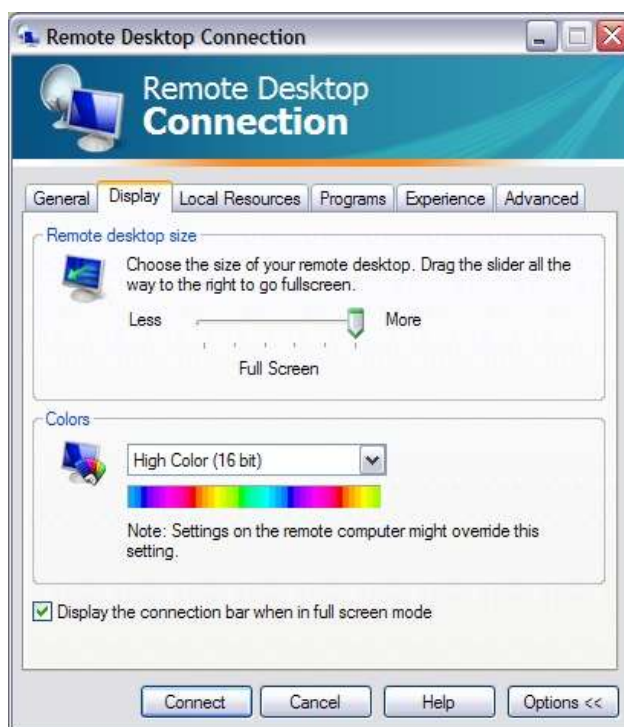 Remote Desktop Connection
Remote Desktop
Connection
General Display Local Resources Programs Experience Advanced
Remote desktop size
Choose the size of your remote desktop. Drag the slider all the
way to the right to go fullscreen.
Less More
Full Screen
Colors
High Color (16 bit)
Note: Settings on the remote computer might override this
setting.
Display the connection bar when in full screen mode
Connect Cancel Help Options <<